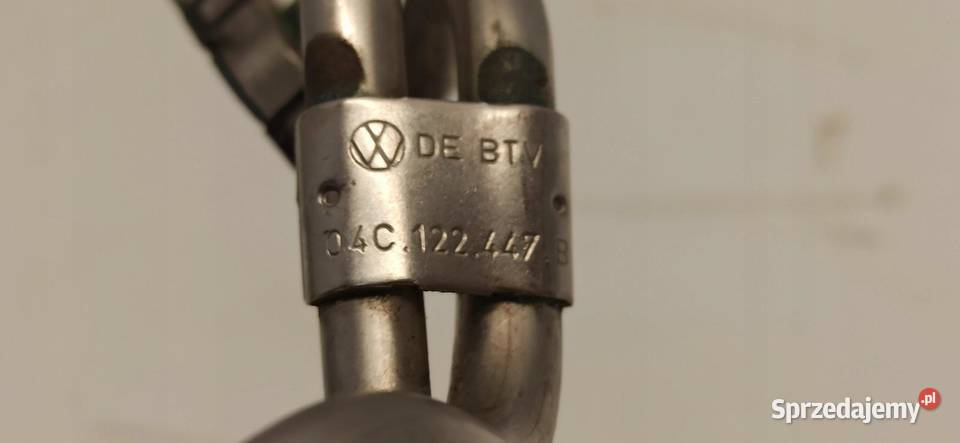 DE BTV
04C.122.447.B
Sprzedajemy.pl